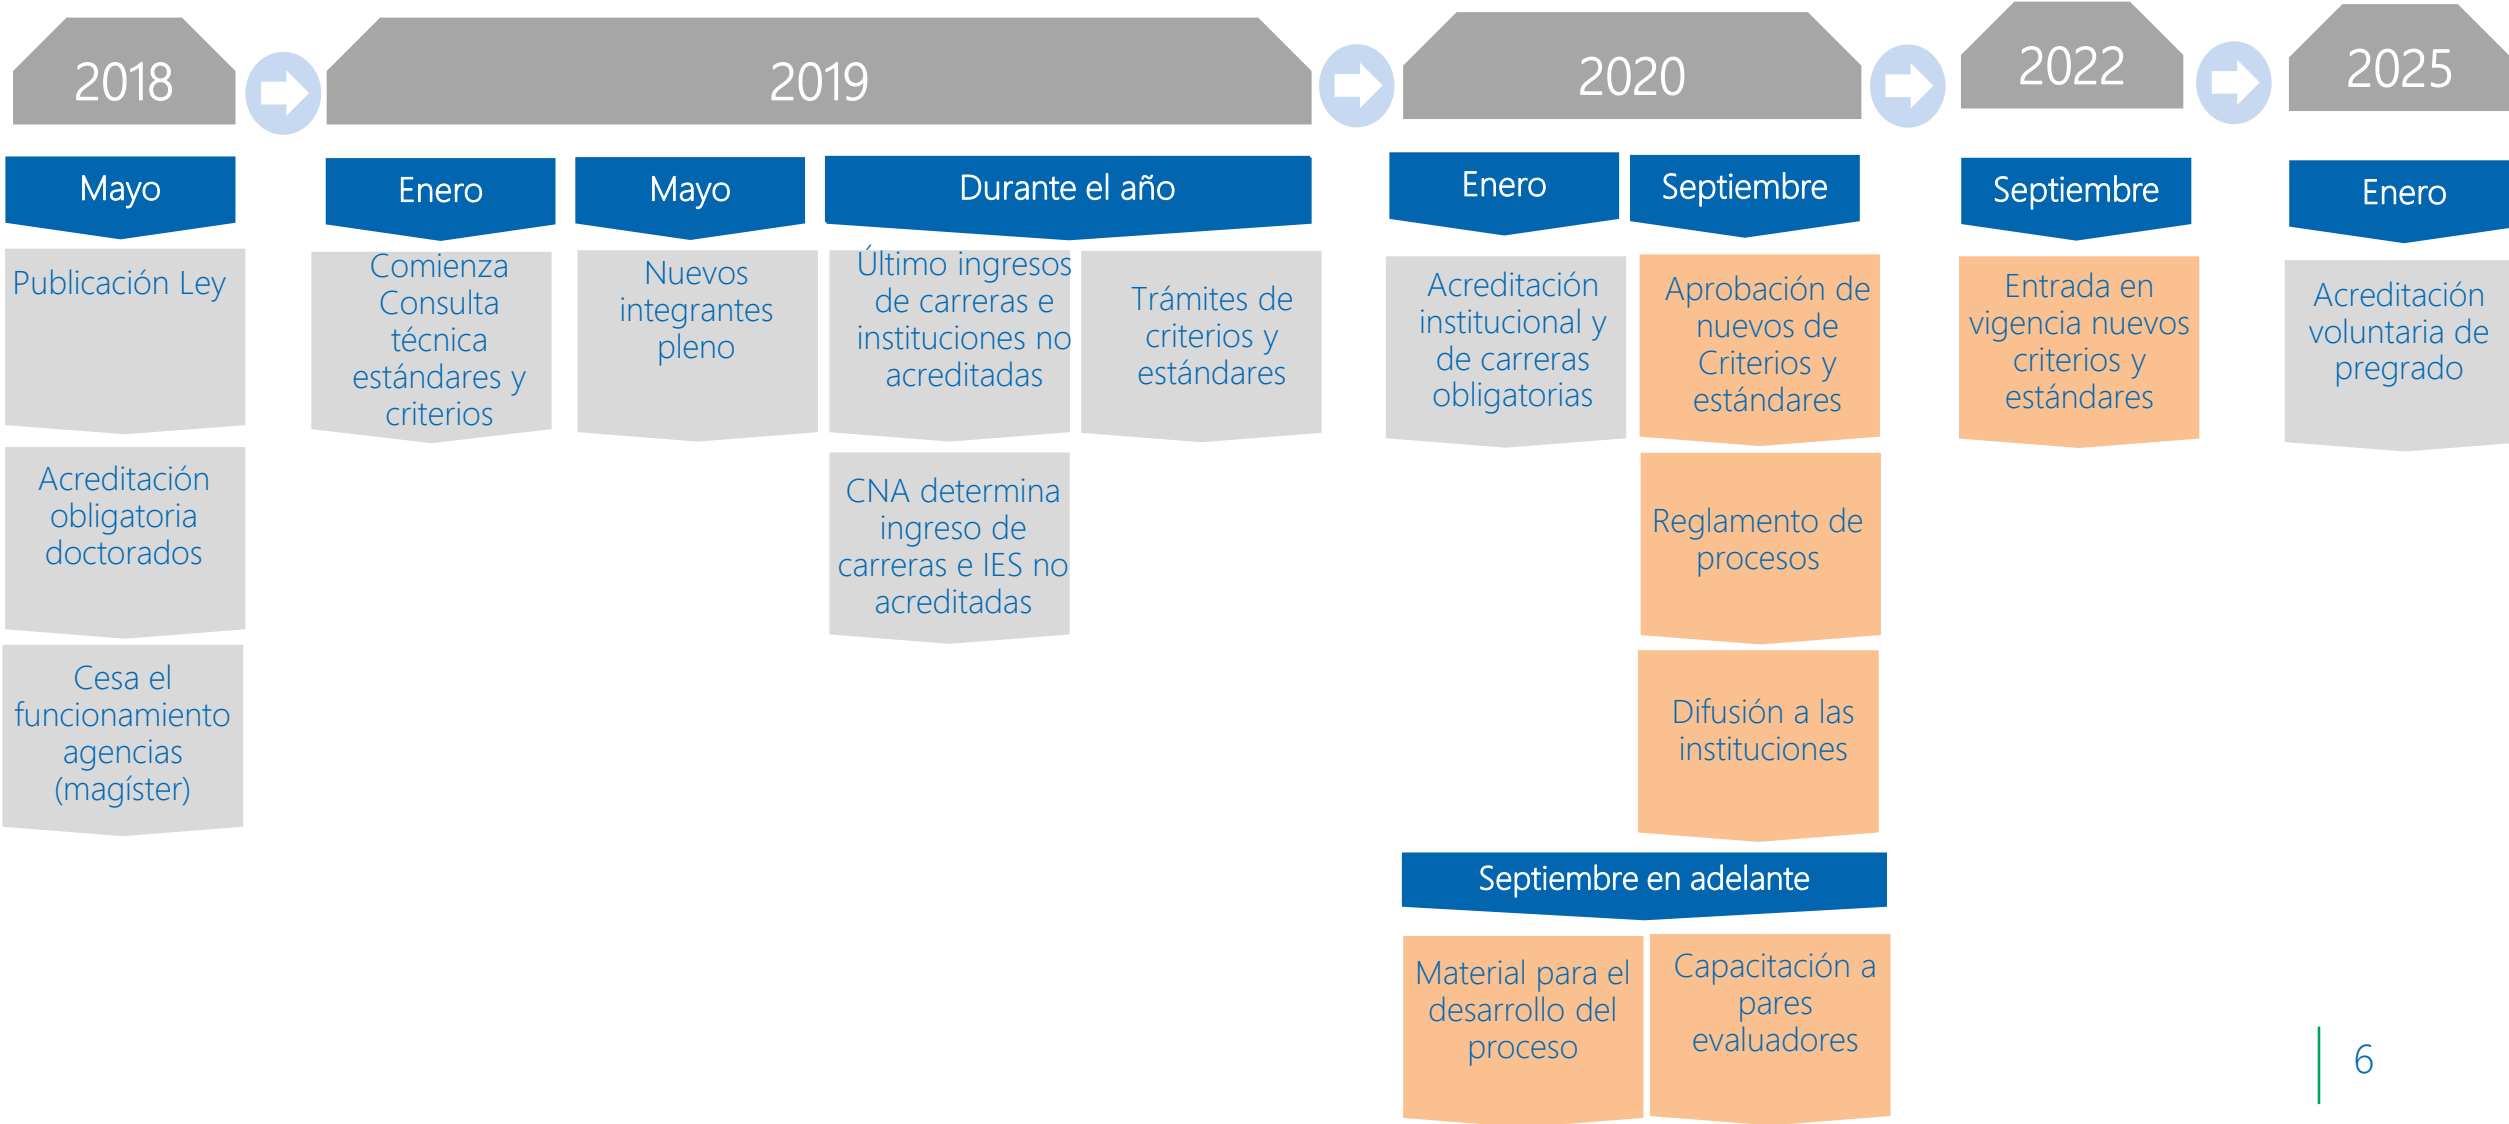 2018
2019
2020
2022
2025
Mayo
Enero
Mayo
Durante el año
Enero
Septiembre
Septiembre
Enero
Publicación Ley
Comienza
Consulta
técnica
estándares y
criterios
Nuevos
integrantes
pleno
Último ingresos
de carreras e
instituciones no
acreditadas
Trámites de
criterios y
estándares
Acreditación
institucional y
de carreras
obligatorias
Aprobación de
nuevos de
Criterios y
estándares
Entrada en
vigencia nuevos
criterios y
estándares
Acreditación
voluntaria de
pregrado
Acreditación
obligatoria
doctorados
CNA determina
ingreso de
carreras e IES no
acreditadas
Reglamento de
procesos
Cesa el
funcionamiento
agencias
(magíster)
Difusión a las
instituciones
Septiembre en adelante
Material para el
desarrollo del
proceso
Capacitación a
pares
evaluadores
6